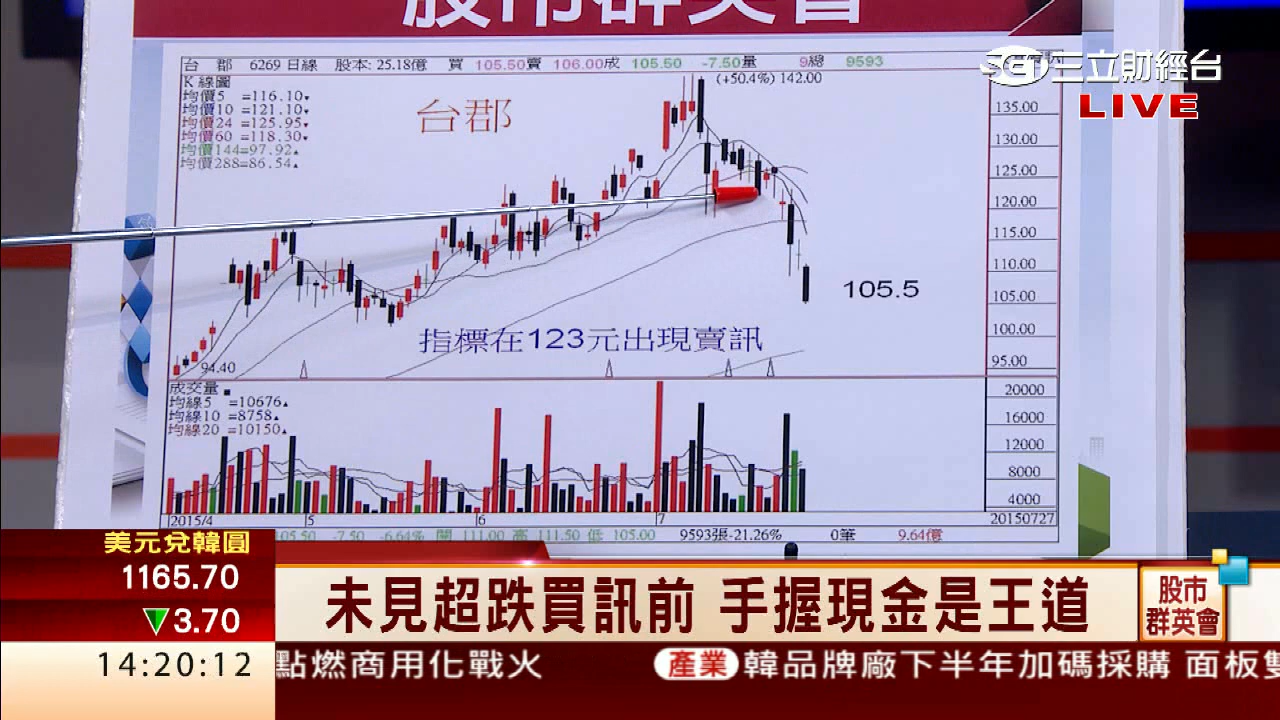 股市群英會
台 郡 6269 日線 股本: 25.18億 買 105.50賣 106.00成 105.50 -7.50量 9總 9593
三立財經台
LIVE
K 線圖
(+50.4%) 142.00
均價5 =116.10
均價10 =121.10
均價24 =125.95
均價60 =118.30
均價144=97.92
均價288=86.54
台郡
135.00
130.00
125.00
120.00
115.00
110.00
105.00
100.00
95.00
105.5
指標在123元出現賣訊
94.40
成交量
均線5 =10676
均線10 =8758
均線20 =10150
20000
16000
12000
8000
4000
2015/4 5 6 7 20150727
105.50 -7.50 -6.64% 開 111.00 高 111.50 低 105.00 9593張-21.26% 0筆 9.64億
美元兌韓圓
1165.70
▼3.70
未見超跌買訊前 手握現金是王道
股市
群英會
14:20:12
點燃商用化戰火 產業 韓品牌廠下半年加碼採購 面板雙